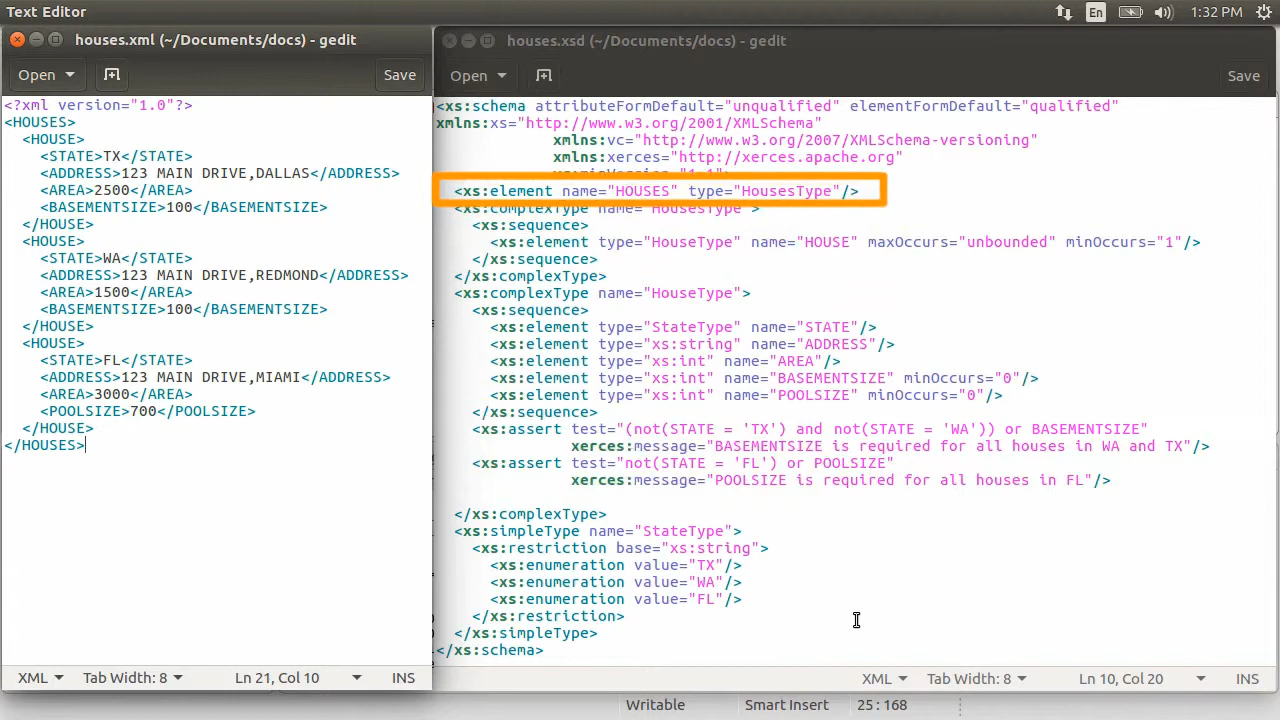 Text Editor
En
1:32 PM
houses.xml (~/Documents/docs) - gedit
Open
Save
<?xml version="1.0"?>
<HOUSES>
  <HOUSE>
    <STATE>TX</STATE>
    <ADDRESS>123 MAIN DRIVE,DALLAS</ADDRESS>
    <AREA>2500</AREA>
    <BASEMENTSIZE>100</BASEMENTSIZE>
  </HOUSE>
  <HOUSE>
    <STATE>WA</STATE>
    <ADDRESS>123 MAIN DRIVE,REDMOND</ADDRESS>
    <AREA>1500</AREA>
    <BASEMENTSIZE>100</BASEMENTSIZE>
  </HOUSE>
  <HOUSE>
    <STATE>FL</STATE>
    <ADDRESS>123 MAIN DRIVE,MIAMI</ADDRESS>
    <AREA>3000</AREA>
    <POOLSIZE>700</POOLSIZE>
  </HOUSE>
</HOUSES>
XML
Tab Width: 8
Ln 21, Col 10
INS
houses.xsd (~/Documents/docs) - gedit
Open
Save
<xs:schema attributeFormDefault="unqualified" elementFormDefault="qualified"
xmlns:xs="http://www.w3.org/2001/XMLSchema"
             xmlns:vc="http://www.w3.org/2007/XMLSchema-versioning"
             xmlns:xerces="http://xerces.apache.org"
             vc:minVersion="1.1">
  <xs:element name="HOUSES" type="HousesType"/>
  <xs:complexType name="HousesType">
    <xs:sequence>
      <xs:element type="HouseType" name="HOUSE" maxOccurs="unbounded" minOccurs="1"/>
    </xs:sequence>
  </xs:complexType>
  <xs:complexType name="HouseType">
    <xs:sequence>
      <xs:element type="StateType" name="STATE"/>
      <xs:element type="xs:string" name="ADDRESS"/>
      <xs:element type="xs:int" name="AREA"/>
      <xs:element type="xs:int" name="BASEMENTSIZE" minOccurs="0"/>
      <xs:element type="xs:int" name="POOLSIZE" minOccurs="0"/>
    </xs:sequence>
    <xs:assert test="(not(STATE = 'TX') and not(STATE = 'WA')) or BASEMENTSIZE"
               xerces:message="BASEMENTSIZE is required for all houses in WA and TX"/>
    <xs:assert test="not(STATE = 'FL') or POOLSIZE"
               xerces:message="POOLSIZE is required for all houses in FL"/>
  </xs:complexType>
  <xs:simpleType name="StateType">
    <xs:restriction base="xs:string">
      <xs:enumeration value="TX"/>
      <xs:enumeration value="WA"/>
      <xs:enumeration value="FL"/>
    </xs:restriction>
  </xs:simpleType>
</xs:schema>
XML
Tab Width: 8
Ln 10, Col 20
INS
Writable
Smart Insert
25 : 168